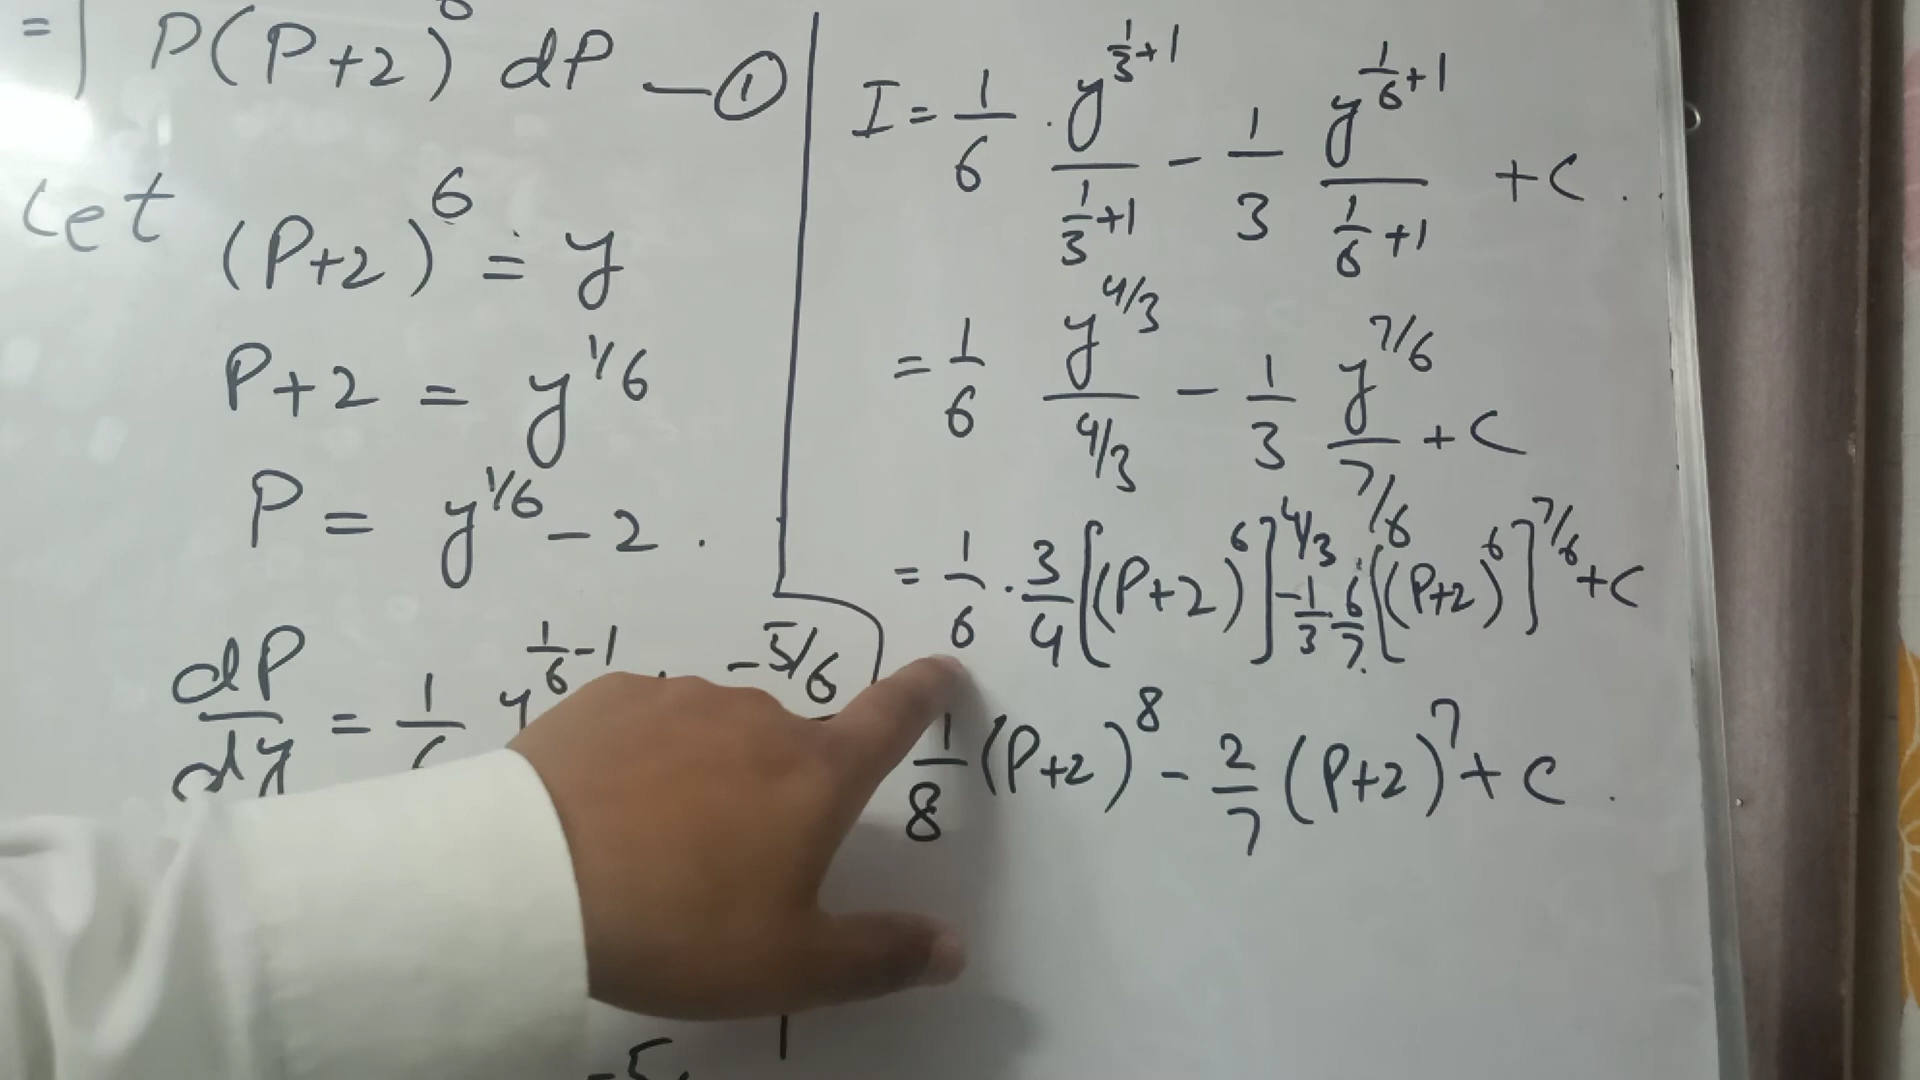 = ∫ P(P+2)^6 dP — ①
Let (P+2)^6 = y
P+2 = y^1/6
P = y^1/6 - 2 .
dP/dy = 1/6 y^(1/6 - 1) -5/6
-5
I = 1/6 . y^(1/3 + 1)/(1/3 + 1) - 1/3 y^(1/6 + 1)/(1/6 + 1) + C .
= 1/6 y^4/3/(4/3) - 1/3 y^7/6/(7/6) + C
= 1/6 . 3/4 [(P+2)^6]^4/3 - 1/3 . 6/7 [(P+2)^6]^7/6 + C
1/8 (P+2)^8 - 2/7 (P+2)^7 + C .